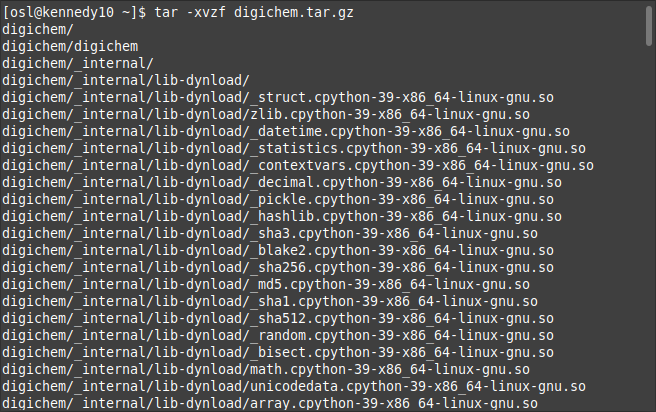 [osl@kennedy10 ~]$ tar -xvzf digichem.tar.gz
digichem/
digichem/digichem
digichem/_internal/
digichem/_internal/lib-dynload/
digichem/_internal/lib-dynload/_struct.cpython-39-x86_64-linux-gnu.so
digichem/_internal/lib-dynload/zlib.cpython-39-x86_64-linux-gnu.so
digichem/_internal/lib-dynload/_datetime.cpython-39-x86_64-linux-gnu.so
digichem/_internal/lib-dynload/_statistics.cpython-39-x86_64-linux-gnu.so
digichem/_internal/lib-dynload/_contextvars.cpython-39-x86_64-linux-gnu.so
digichem/_internal/lib-dynload/_decimal.cpython-39-x86_64-linux-gnu.so
digichem/_internal/lib-dynload/_pickle.cpython-39-x86_64-linux-gnu.so
digichem/_internal/lib-dynload/_hashlib.cpython-39-x86_64-linux-gnu.so
digichem/_internal/lib-dynload/_sha3.cpython-39-x86_64-linux-gnu.so
digichem/_internal/lib-dynload/_blake2.cpython-39-x86_64-linux-gnu.so
digichem/_internal/lib-dynload/_sha256.cpython-39-x86_64-linux-gnu.so
digichem/_internal/lib-dynload/_md5.cpython-39-x86_64-linux-gnu.so
digichem/_internal/lib-dynload/_sha1.cpython-39-x86_64-linux-gnu.so
digichem/_internal/lib-dynload/_sha512.cpython-39-x86_64-linux-gnu.so
digichem/_internal/lib-dynload/_random.cpython-39-x86_64-linux-gnu.so
digichem/_internal/lib-dynload/_bisect.cpython-39-x86_64-linux-gnu.so
digichem/_internal/lib-dynload/math.cpython-39-x86_64-linux-gnu.so
digichem/_internal/lib-dynload/unicodedata.cpython-39-x86_64-linux-gnu.so
digichem/_internal/lib-dynload/array.cpython-39-x86_64-linux-gnu.so